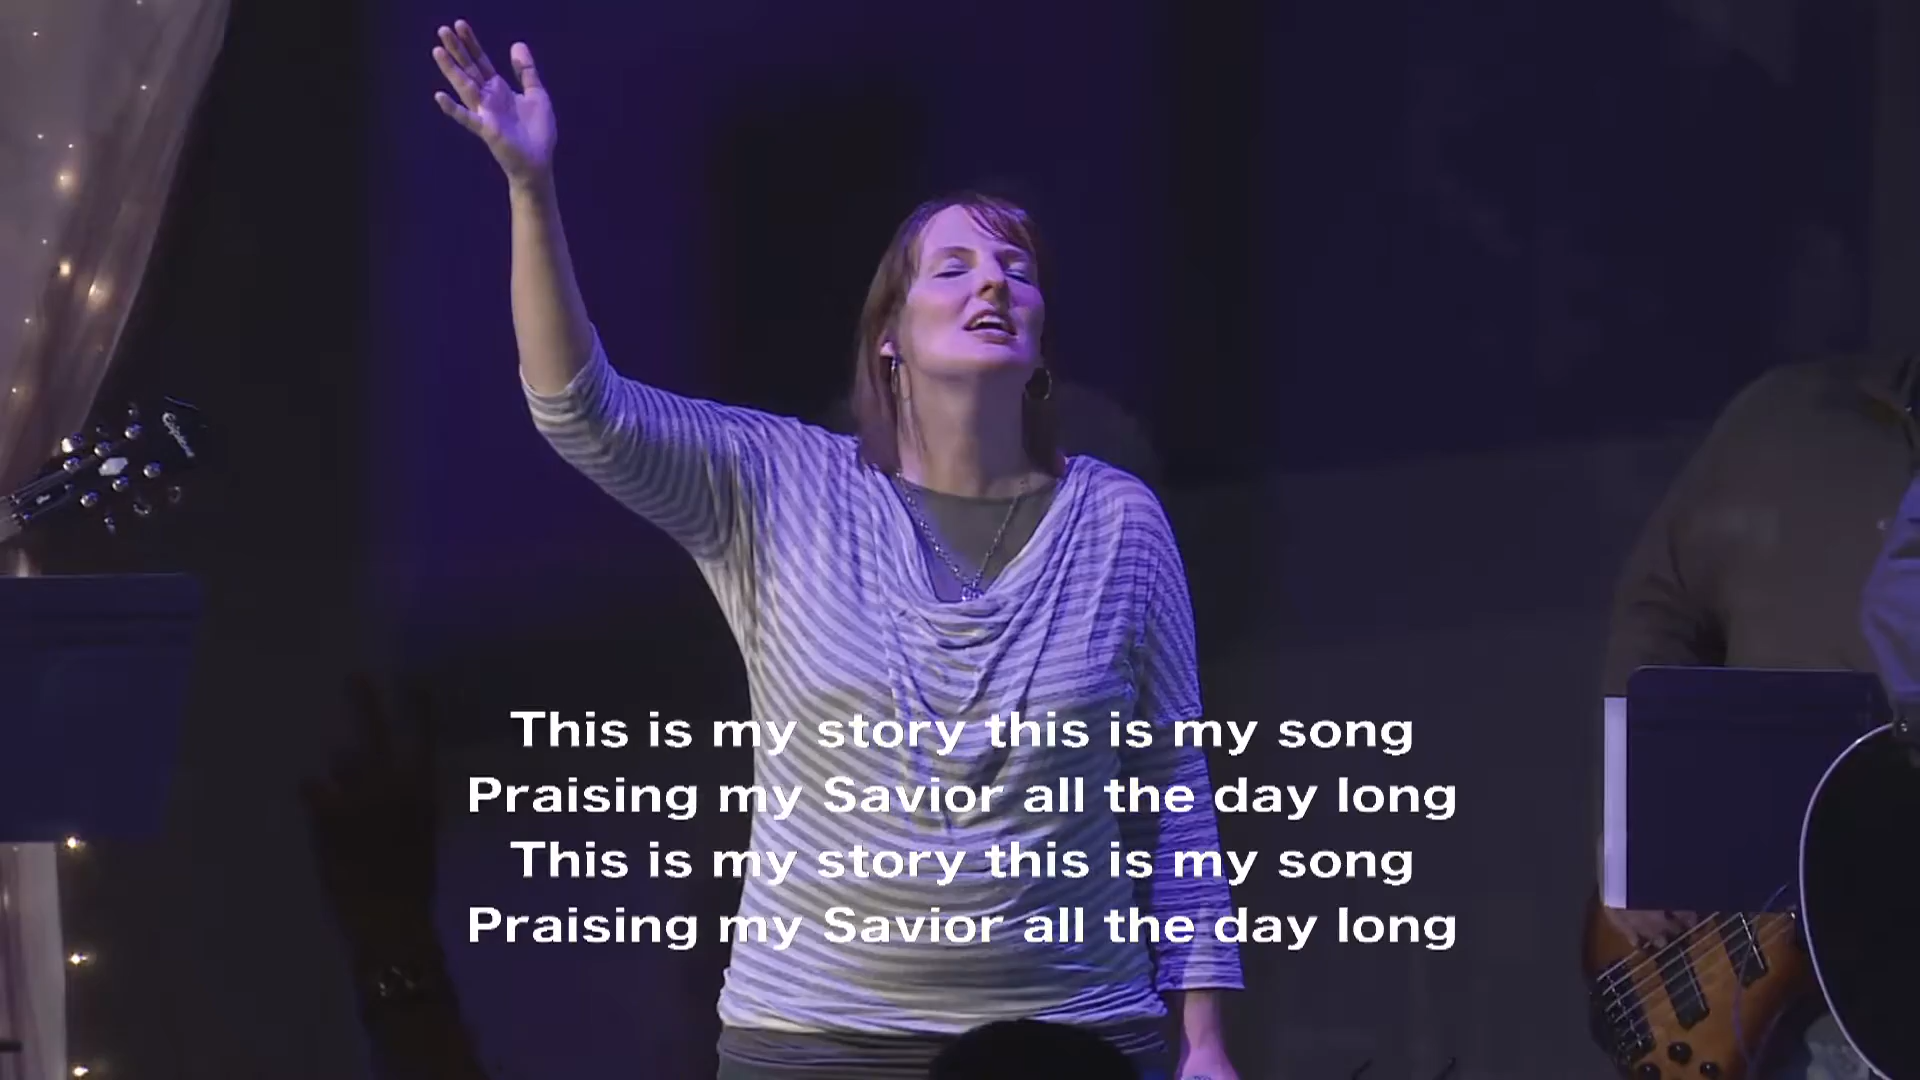 Epiphone
This is my story this is my song
Praising my Savior all the day long
This is my story this is my song
Praising my Savior all the day long